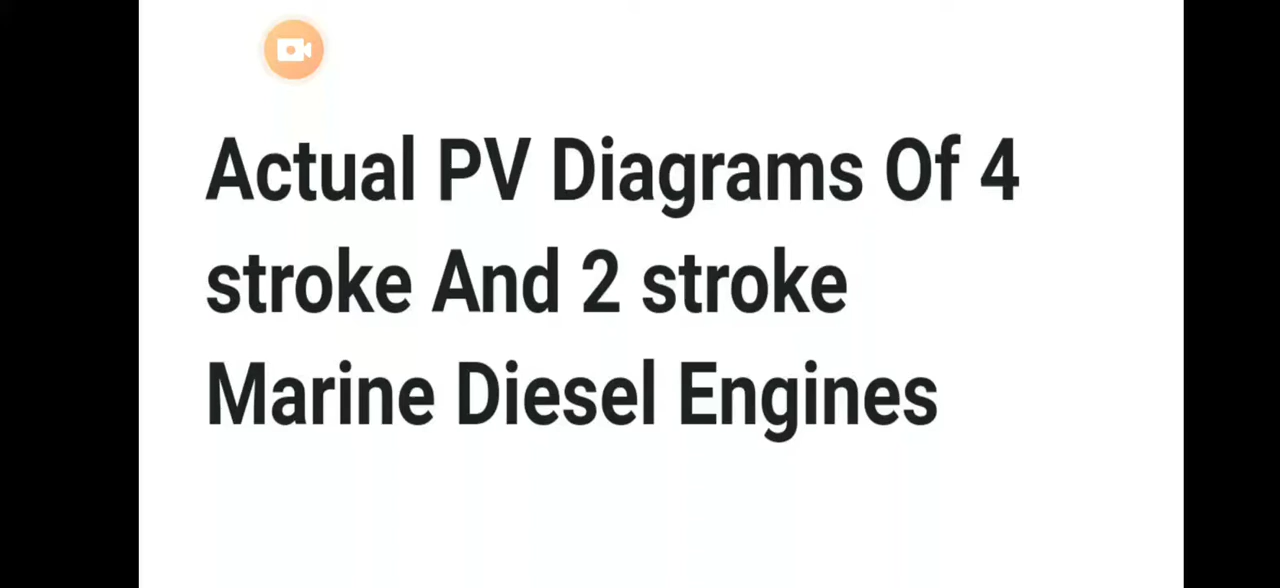 Actual PV Diagrams Of 4
stroke And 2 stroke
Marine Diesel Engines